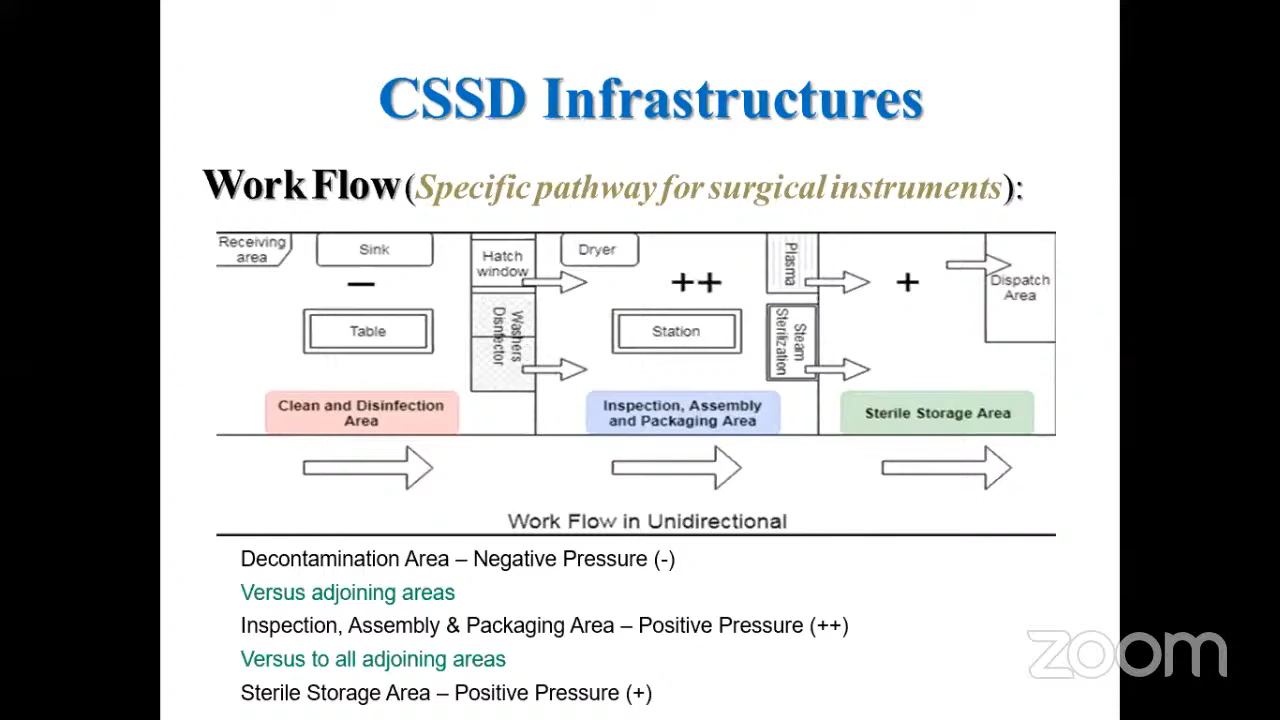 CSSD Infrastructures
Work Flow (Specific pathway for surgical instruments):
Receiving
area
Sink
Hatch
window
Dryer
Plasma
Dispatch
Area
−
++
+
Table
Washers
Disnfector
Station
Steam
Sterilization
Clean and Disinfection
Area
Inspection, Assembly
and Packaging Area
Sterile Storage Area
Work Flow in Unidirectional
Decontamination Area – Negative Pressure (-)
Versus adjoining areas
Inspection, Assembly & Packaging Area – Positive Pressure (++)
Versus to all adjoining areas
Sterile Storage Area – Positive Pressure (+)
zoom